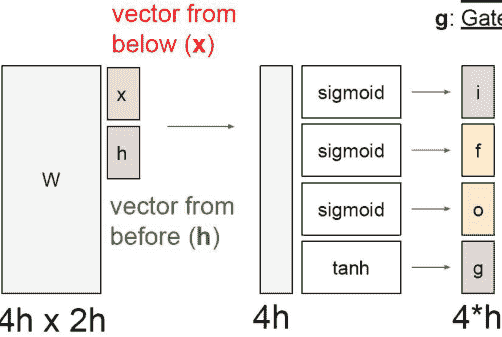 vector from
below (x)
g: Gate
x
sigmoid
i
h
sigmoid
f
W
vector from
before (h)
sigmoid
o
tanh
g
4h x 2h
4h
4*h